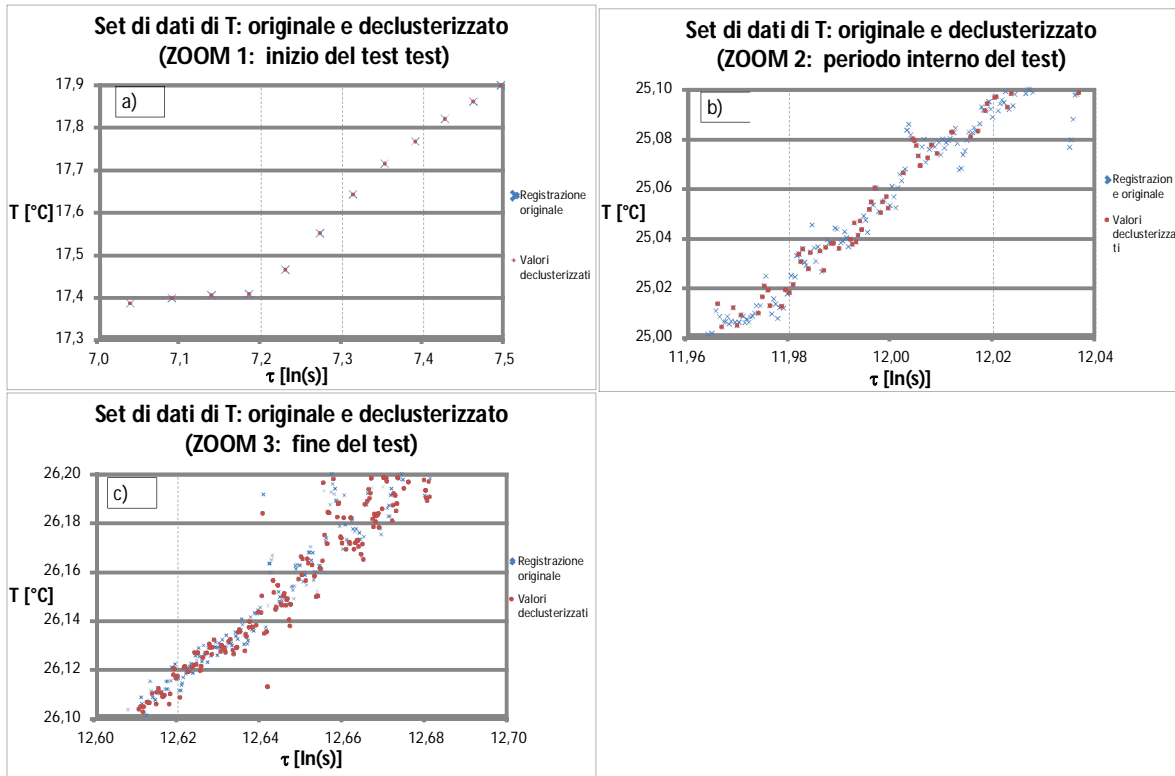 Set di dati di T: originale e declusterizzato
(ZOOM 1: inizio del test test)
a)
17,9
17,8
17,7
17,6
17,5
17,4
17,3
T [°C]
7,0
7,1
7,2
7,3
7,4
7,5
τ [ln(s)]
Registrazione
originale
Valori
declusterizzati
Set di dati di T: originale e declusterizzato
(ZOOM 2: periodo interno del test)
b)
25,10
25,08
25,06
25,04
25,02
25,00
T [°C]
11,96
11,98
12,00
12,02
12,04
τ [ln(s)]
Registrazion
e originale
Valori
declusterizza
ti
Set di dati di T: originale e declusterizzato
(ZOOM 3: fine del test)
c)
26,20
26,18
26,16
26,14
26,12
26,10
T [°C]
12,60
12,62
12,64
12,66
12,68
12,70
τ [ln(s)]
Registrazione
originale
Valori
declusterizzati